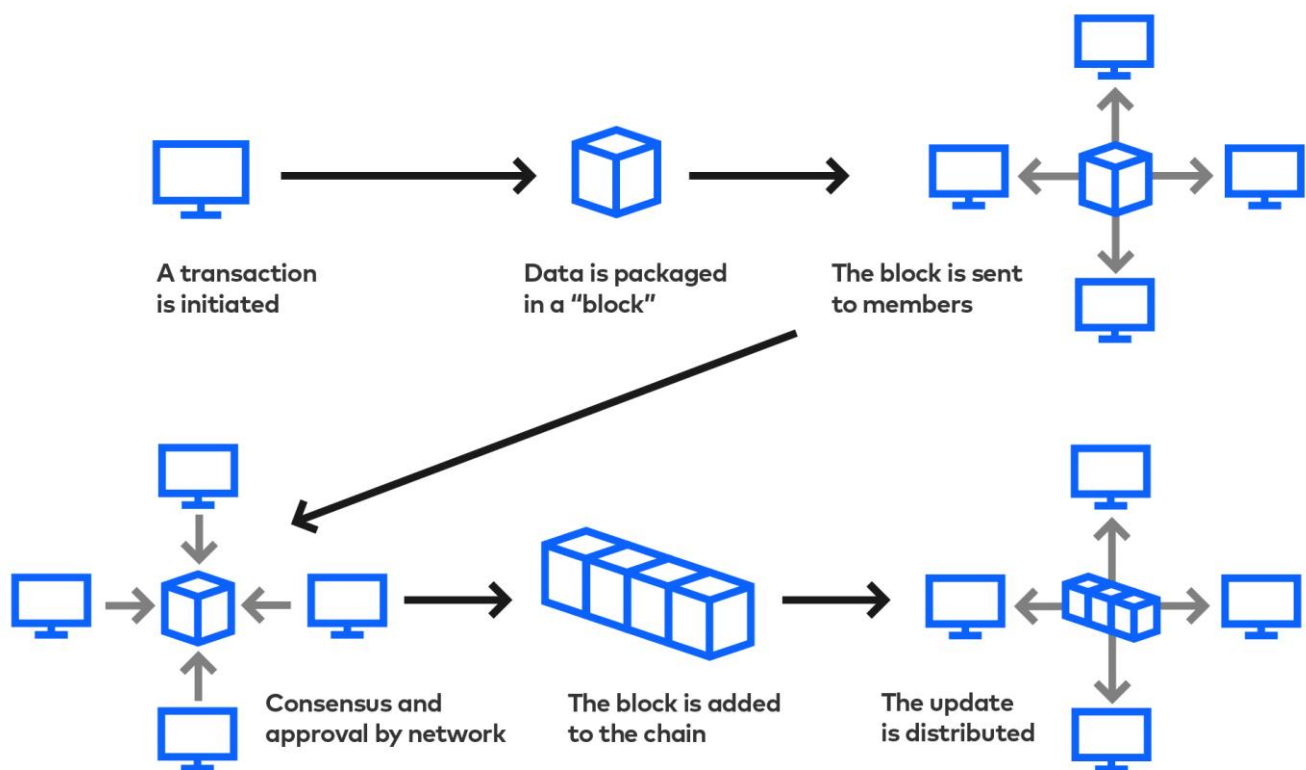 A transaction
is initiated
Data is packaged
in a “block”
The block is sent
to members
Consensus and
approval by network
The block is added
to the chain
The update
is distributed